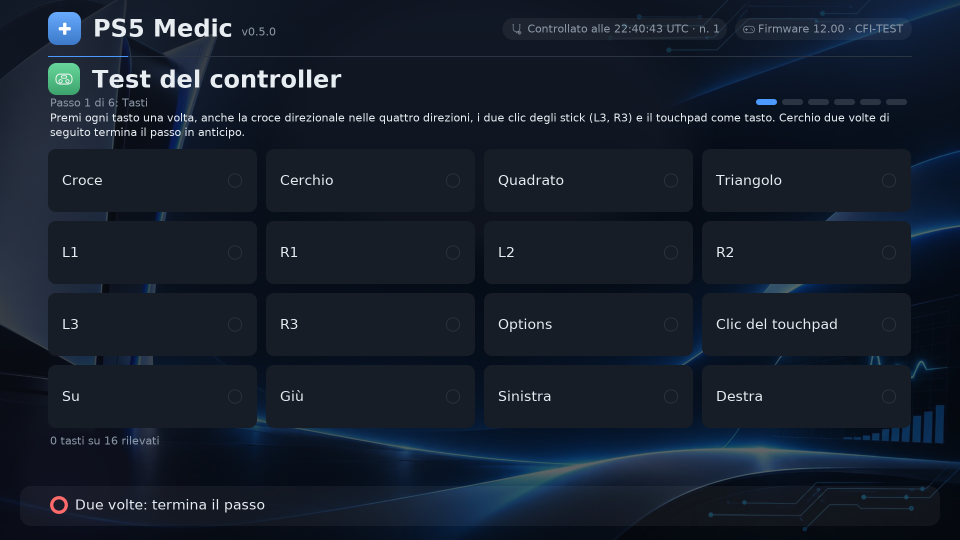 PS5 Medic v0.5.0
Controllato alle 22:40:43 UTC · n. 1
Firmware 12.00 · CFI-TEST
Test del controller
Passo 1 di 6: Tasti
Premi ogni tasto una volta, anche la croce direzionale nelle quattro direzioni, i due clic degli stick (L3, R3) e il touchpad come tasto. Cerchio due volte di
seguito termina il passo in anticipo.
Croce
Cerchio
Quadrato
Triangolo
L1
R1
L2
R2
L3
R3
Options
Clic del touchpad
Su
Giù
Sinistra
Destra
0 tasti su 16 rilevati
Due volte: termina il passo